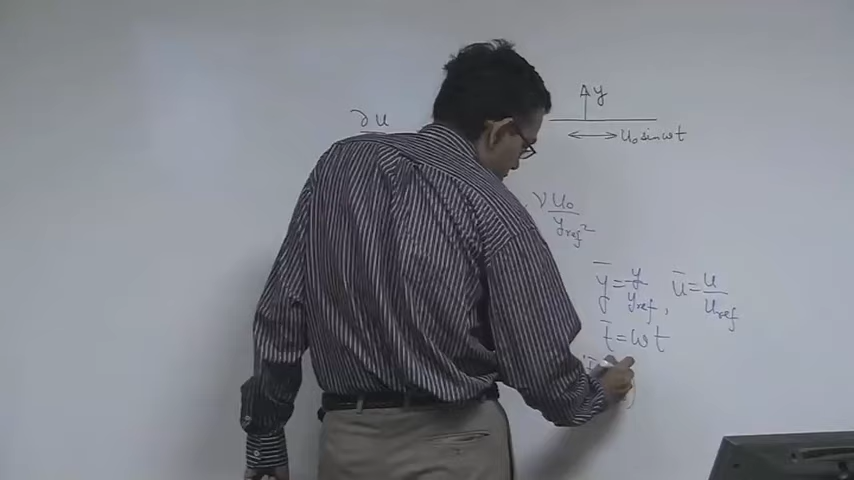 y
∂u
u₀ sin ωt
ν u₀ / y_ref²
ȳ = y / y_ref , ū = u / u_ref
t̄ = ωt